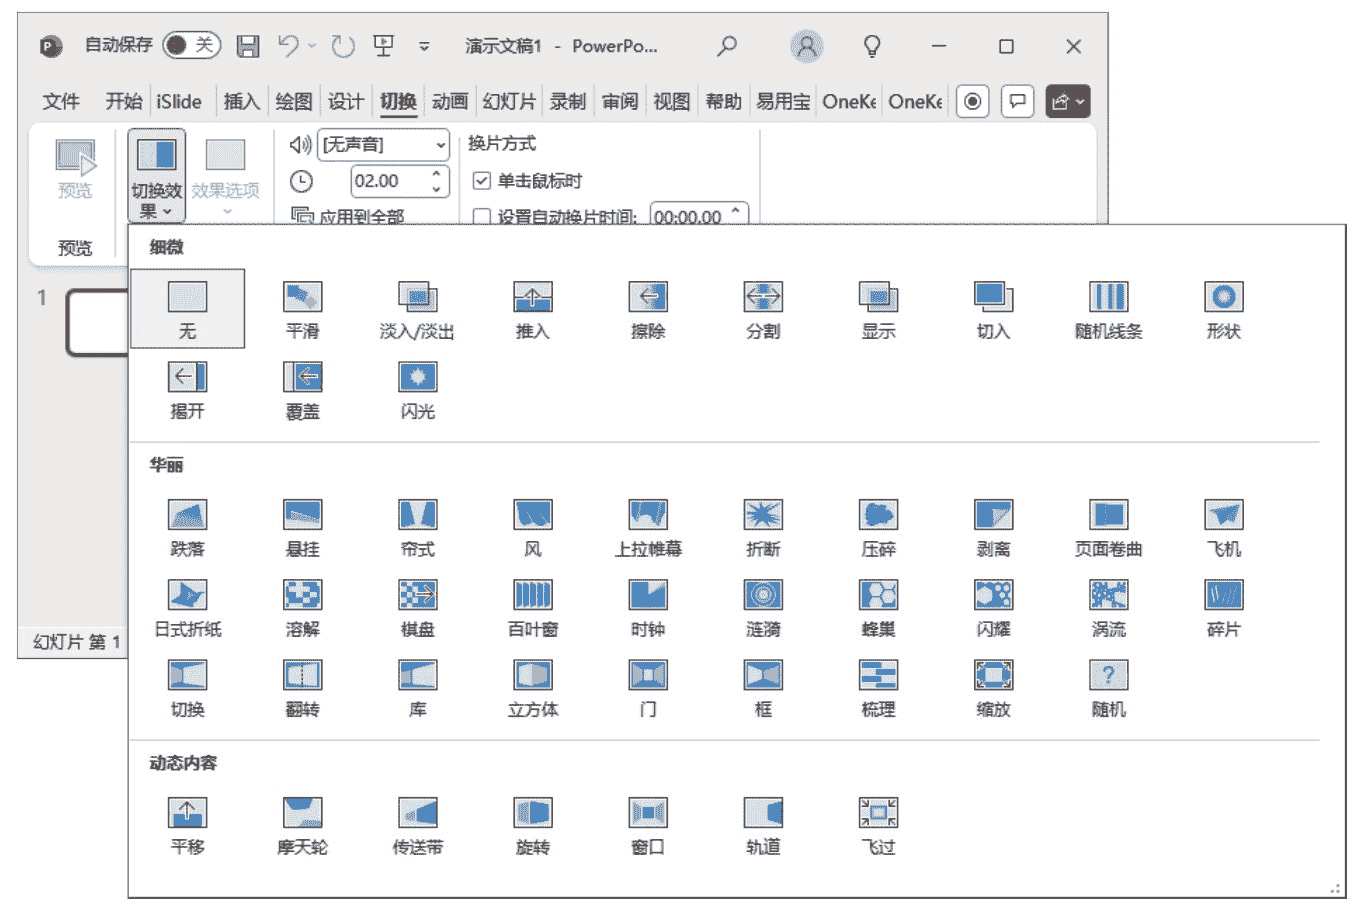 自动保存 关 演示文稿1 - PowerPo...
文件 开始 iSlide 插入 绘图 设计 切换 动画 幻灯片 录制 审阅 视图 帮助 易用宝 OneKe OneKe
[无声音] 换片方式
预览 切换效果 效果选项 02.00 单击鼠标时
应用到全部 设置自动换片时间: 00:00.00
预览
1
细微
无 平滑 淡入/淡出 推入 擦除 分割 显示 切入 随机线条 形状
揭开 覆盖 闪光
华丽
跌落 悬挂 帘式 风 上拉帷幕 折断 压碎 剥离 页面卷曲 飞机
日式折纸 溶解 棋盘 百叶窗 时钟 涟漪 蜂巢 闪耀 涡流 碎片
切换 翻转 库 立方体 门 框 梳理 缩放 随机
动态内容
平移 摩天轮 传送带 旋转 窗口 轨道 飞过
幻灯片 第 1